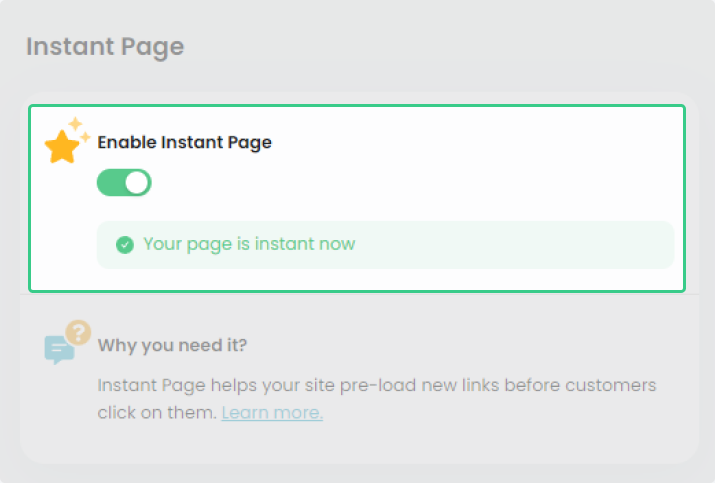 Instant Page
Enable Instant Page
Your page is instant now
?
Why you need it?
Instant Page helps your site pre-load new links before customers
click on them. Learn more.